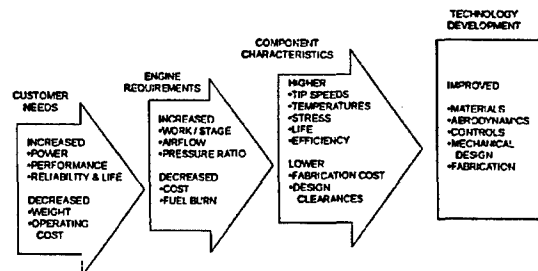 CUSTOMER
NEEDS
INCREASED
•POWER
•PERFORMANCE
•RELIABILITY & LIFE
DECREASED
•WEIGHT
•OPERATING
COST
ENGINE
REQUIREMENTS
INCREASED
•WORK / STAGE
•AIRFLOW
•PRESSURE RATIO
DECREASED
•COST
•FUEL BURN
COMPONENT
CHARACTERISTICS
HIGHER
•TIP SPEEDS
•TEMPERATURES
•STRESS
•LIFE
•EFFICIENCY
LOWER
•FABRICATION COST
•DESIGN
CLEARANCES
TECHNOLOGY
DEVELOPMENT
IMPROVED
•MATERIALS
•AERODYNAMICS
•CONTROLS
•MECHANICAL
DESIGN
•FABRICATION